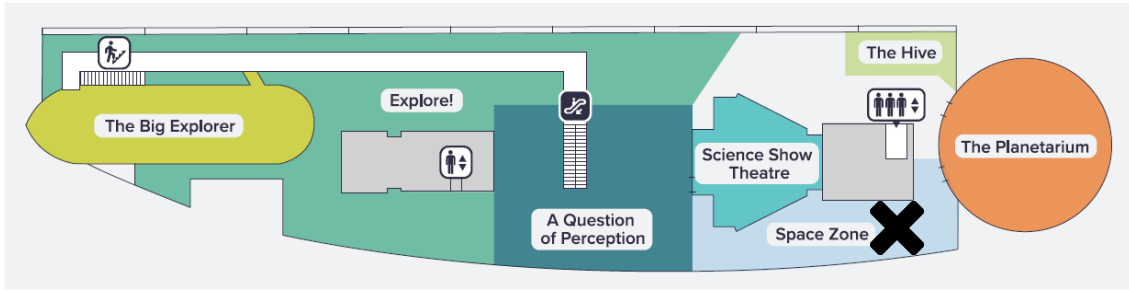 The Hive
Explore!
The Big Explorer
Science Show
Theatre
The Planetarium
A Question
of Perception
Space Zone